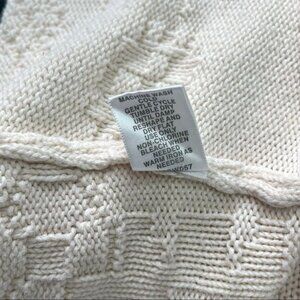 MACHINE WASH
COLD
GENTLE CYCLE
TUMBLE DRY
UNTIL DAMP
RESHAPE AND
DRY FLAT
USE ONLY
NON-CHLORINE
BLEACH WHEN
NEEDED
WARM IRON AS
NEEDED